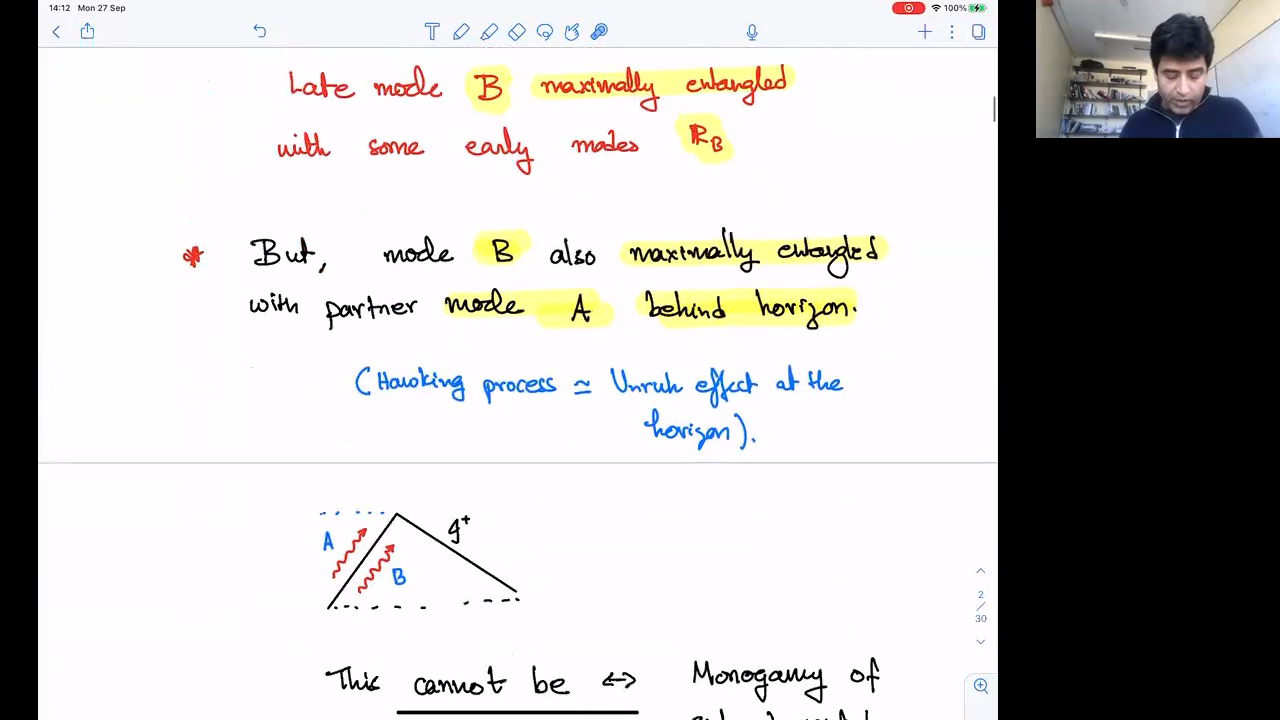 14:12 Mon 27 Sep
100%
Late mode B maximally entangled
with some early modes R_B
* But, mode B also maximally entangled
with partner mode A behind horizon.
(Hawking process ≃ Unruh effect at the
horizon).
A
B
𝓘⁺
2
/
30
This cannot be ↔ Monogamy of